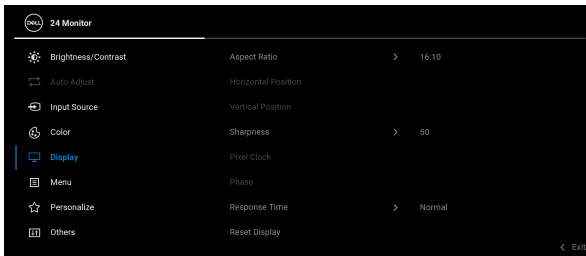 DELL 24 Monitor
Brightness/Contrast Aspect Ratio > 16:10
Auto Adjust Horizontal Position
Input Source Vertical Position
Color Sharpness > 50
Display Pixel Clock
Menu Phase
Personalize Response Time > Normal
Others Reset Display
< Exit